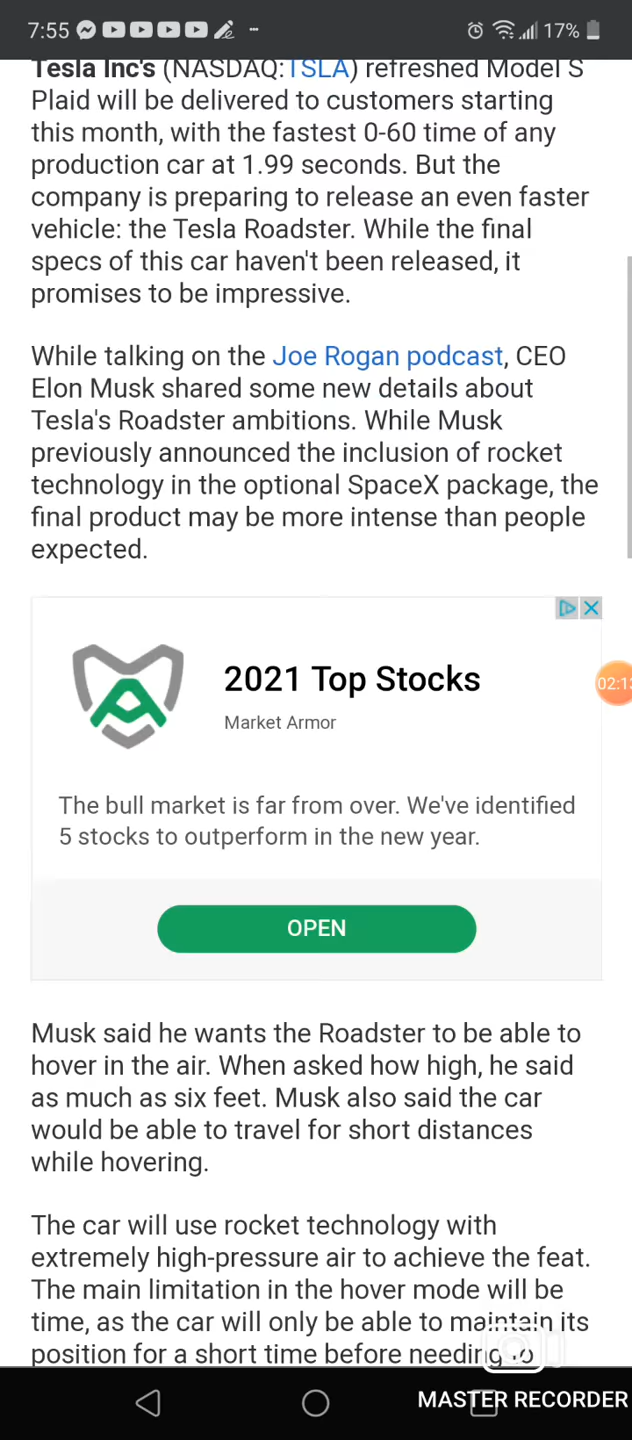 7:55
17%
Tesla Inc's (NASDAQ:TSLA) refreshed Model S
Plaid will be delivered to customers starting
this month, with the fastest 0-60 time of any
production car at 1.99 seconds. But the
company is preparing to release an even faster
vehicle: the Tesla Roadster. While the final
specs of this car haven't been released, it
promises to be impressive.
While talking on the Joe Rogan podcast, CEO
Elon Musk shared some new details about
Tesla's Roadster ambitions. While Musk
previously announced the inclusion of rocket
technology in the optional SpaceX package, the
final product may be more intense than people
expected.
2021 Top Stocks
Market Armor
02:13
The bull market is far from over. We've identified
5 stocks to outperform in the new year.
OPEN
Musk said he wants the Roadster to be able to
hover in the air. When asked how high, he said
as much as six feet. Musk also said the car
would be able to travel for short distances
while hovering.
The car will use rocket technology with
extremely high-pressure air to achieve the feat.
The main limitation in the hover mode will be
time, as the car will only be able to maintain its
position for a short time before needing to
MASTER RECORDER